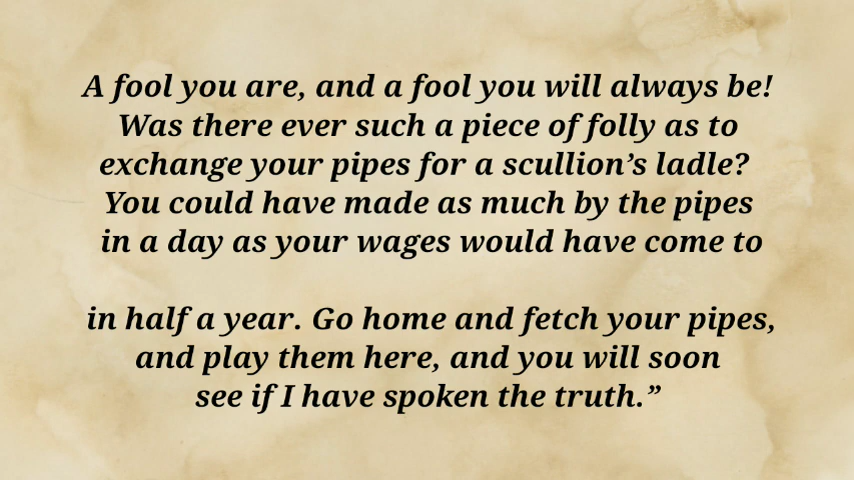 A fool you are, and a fool you will always be!
Was there ever such a piece of folly as to
exchange your pipes for a scullion’s ladle?
You could have made as much by the pipes
in a day as your wages would have come to
in half a year. Go home and fetch your pipes,
and play them here, and you will soon
see if I have spoken the truth.”